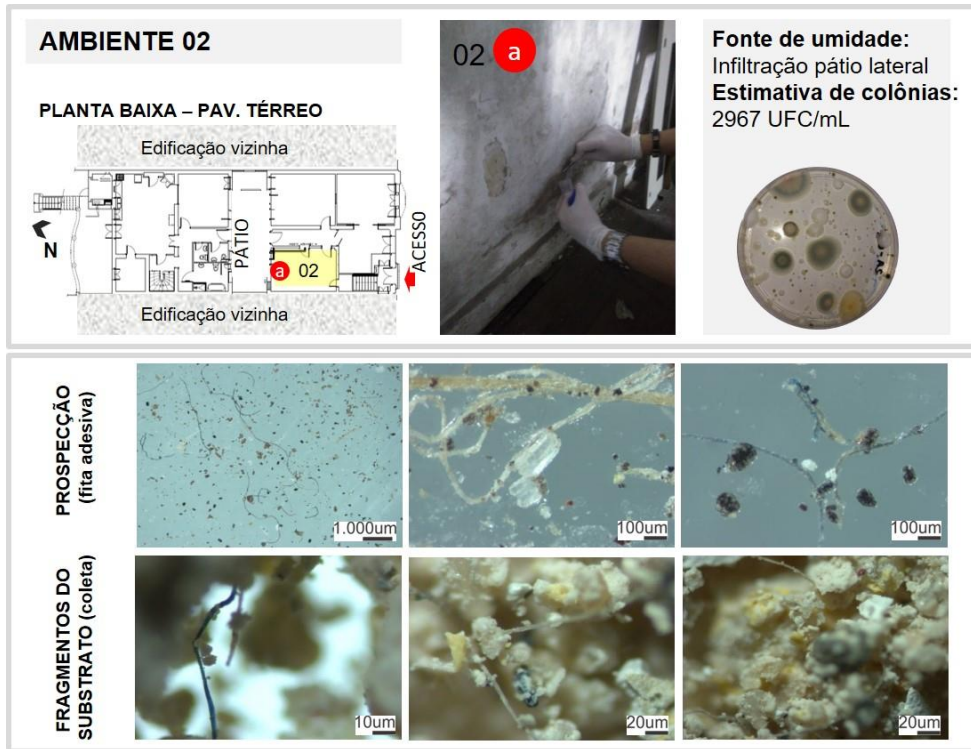 AMBIENTE 02
PLANTA BAIXA – PAV. TÉRREO
Edificação vizinha
PÁTIO
ACESSO
N
a
02
Edificação vizinha
02 a
Fonte de umidade:
Infiltração pátio lateral
Estimativa de colônias:
2967 UFC/mL
PROSPECÇÃO
(fita adesiva)
1.000um
100um
100um
FRAGMENTOS DO
SUBSTRATO (coleta)
10um
20um
20um